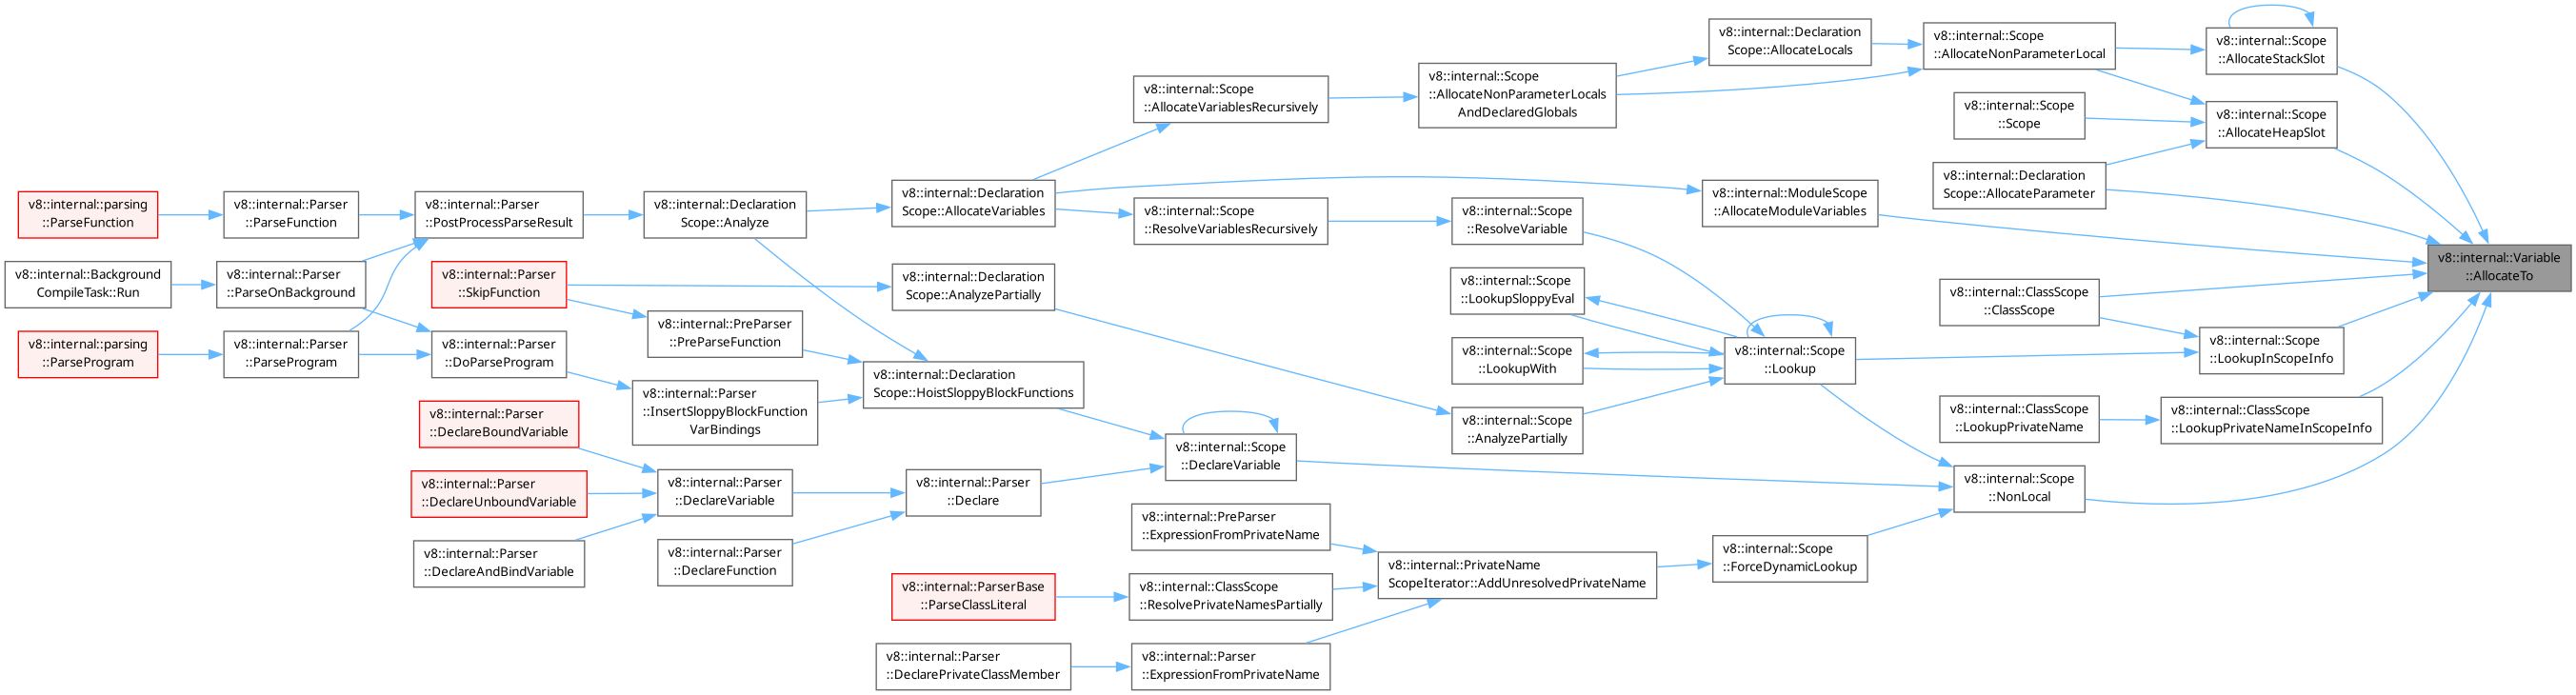 v8::internal::Variable
::AllocateTo
v8::internal::Scope
::AllocateStackSlot
v8::internal::Scope
::AllocateHeapSlot
v8::internal::Scope
::LookupInScopeInfo
v8::internal::ClassScope
::LookupPrivateNameInScopeInfo
v8::internal::Scope
::AllocateNonParameterLocal
v8::internal::Scope
::Scope
v8::internal::Declaration
Scope::AllocateParameter
v8::internal::ClassScope
::ClassScope
v8::internal::ClassScope
::LookupPrivateName
v8::internal::Scope
::NonLocal
v8::internal::Declaration
Scope::AllocateLocals
v8::internal::Scope
::Lookup
v8::internal::Scope
::ForceDynamicLookup
v8::internal::Scope
::AllocateNonParameterLocals
AndDeclaredGlobals
v8::internal::Scope
::ResolveVariable
v8::internal::Scope
::LookupSloppyEval
v8::internal::Scope
::LookupWith
v8::internal::Scope
::AnalyzePartially
v8::internal::PrivateName
ScopeIterator::AddUnresolvedPrivateName
v8::internal::ModuleScope
::AllocateModuleVariables
v8::internal::Scope
::AllocateVariablesRecursively
v8::internal::Scope
::ResolveVariablesRecursively
v8::internal::Scope
::DeclareVariable
v8::internal::PreParser
::ExpressionFromPrivateName
v8::internal::ClassScope
::ResolvePrivateNamesPartially
v8::internal::Parser
::ExpressionFromPrivateName
v8::internal::Declaration
Scope::AllocateVariables
v8::internal::Declaration
Scope::AnalyzePartially
v8::internal::Declaration
Scope::HoistSloppyBlockFunctions
v8::internal::Parser
::Declare
v8::internal::ParserBase
::ParseClassLiteral
v8::internal::Parser
::DeclarePrivateClassMember
v8::internal::Declaration
Scope::Analyze
v8::internal::PreParser
::PreParseFunction
v8::internal::Parser
::InsertSloppyBlockFunction
VarBindings
v8::internal::Parser
::DeclareVariable
v8::internal::Parser
::DeclareFunction
v8::internal::Parser
::PostProcessParseResult
v8::internal::Parser
::SkipFunction
v8::internal::Parser
::DoParseProgram
v8::internal::Parser
::DeclareBoundVariable
v8::internal::Parser
::DeclareUnboundVariable
v8::internal::Parser
::DeclareAndBindVariable
v8::internal::Parser
::ParseFunction
v8::internal::Parser
::ParseOnBackground
v8::internal::Parser
::ParseProgram
v8::internal::parsing
::ParseFunction
v8::internal::Background
CompileTask::Run
v8::internal::parsing
::ParseProgram